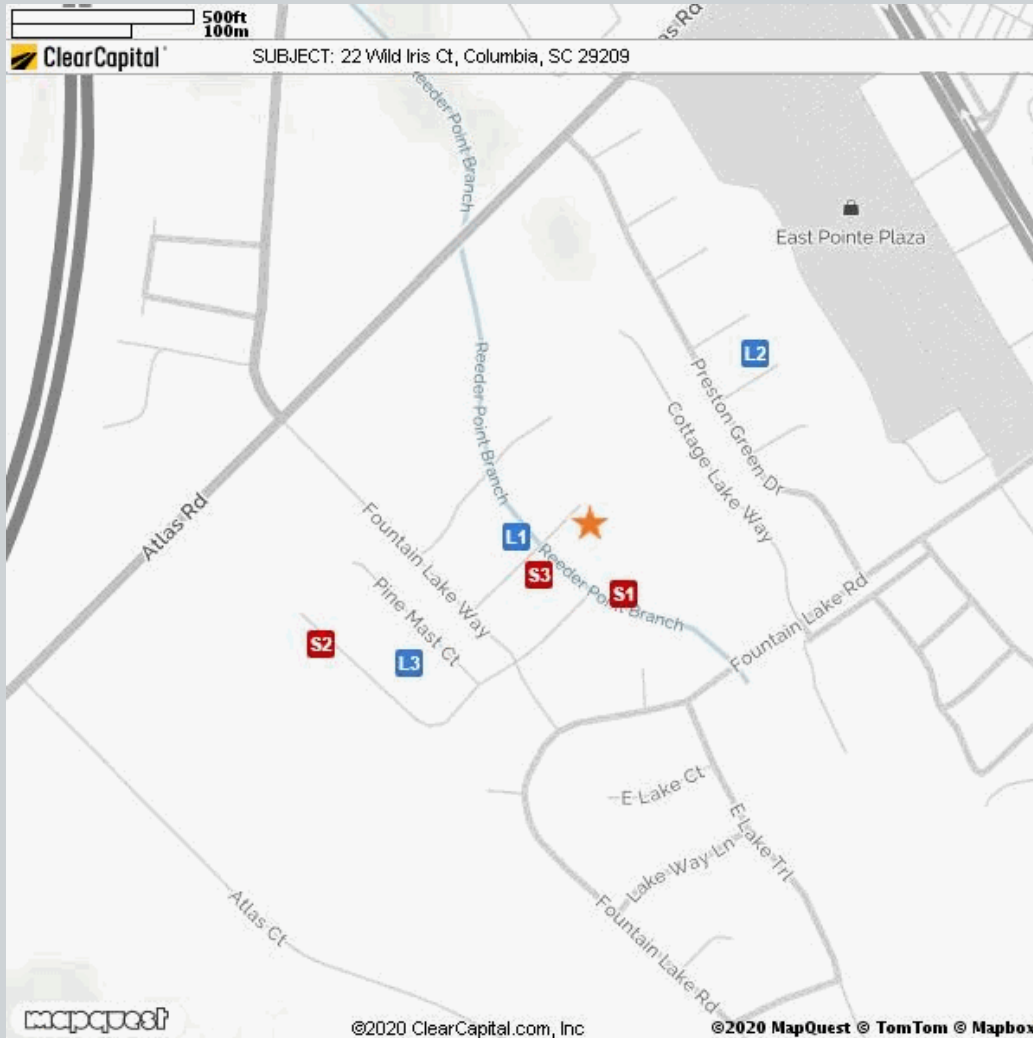 500ft
100m
as Rd
ClearCapital
SUBJECT: 22 Wild Iris Ct, Columbia, SC 29209
Reeder Point Branch
East Pointe Plaza
Reeder Point Branch
L2
Preston Green Dr
Cottage Lake Way
Atlas Rd
Fountain Lake Way
L1
Reeder Point Branch
S3
S1
Pine Mast Ct
Fountain Lake Rd
S2
L3
E Lake Ct
E Lake Trl
Lake Way Ln
Atlas Ct
Fountain Lake Rd
mapquest
©2020 ClearCapital.com, Inc
©2020 MapQuest © TomTom © Mapbox